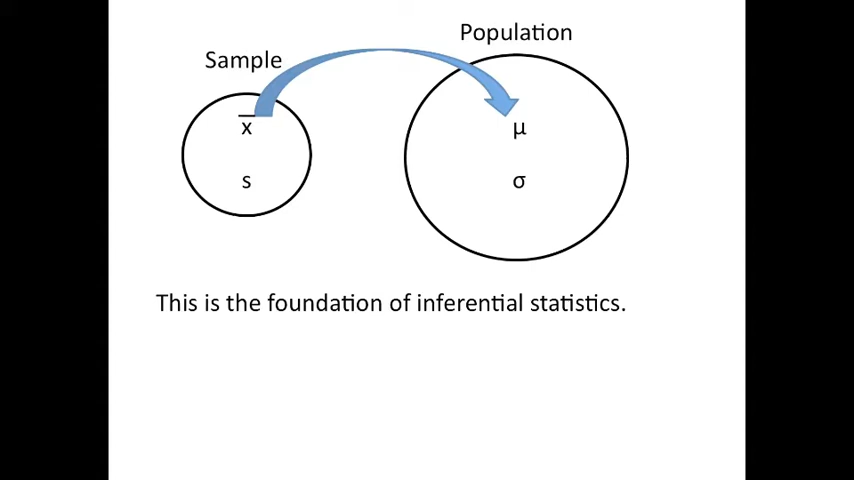 Population
Sample
x̅
μ
s
σ
This is the foundation of inferential statistics.